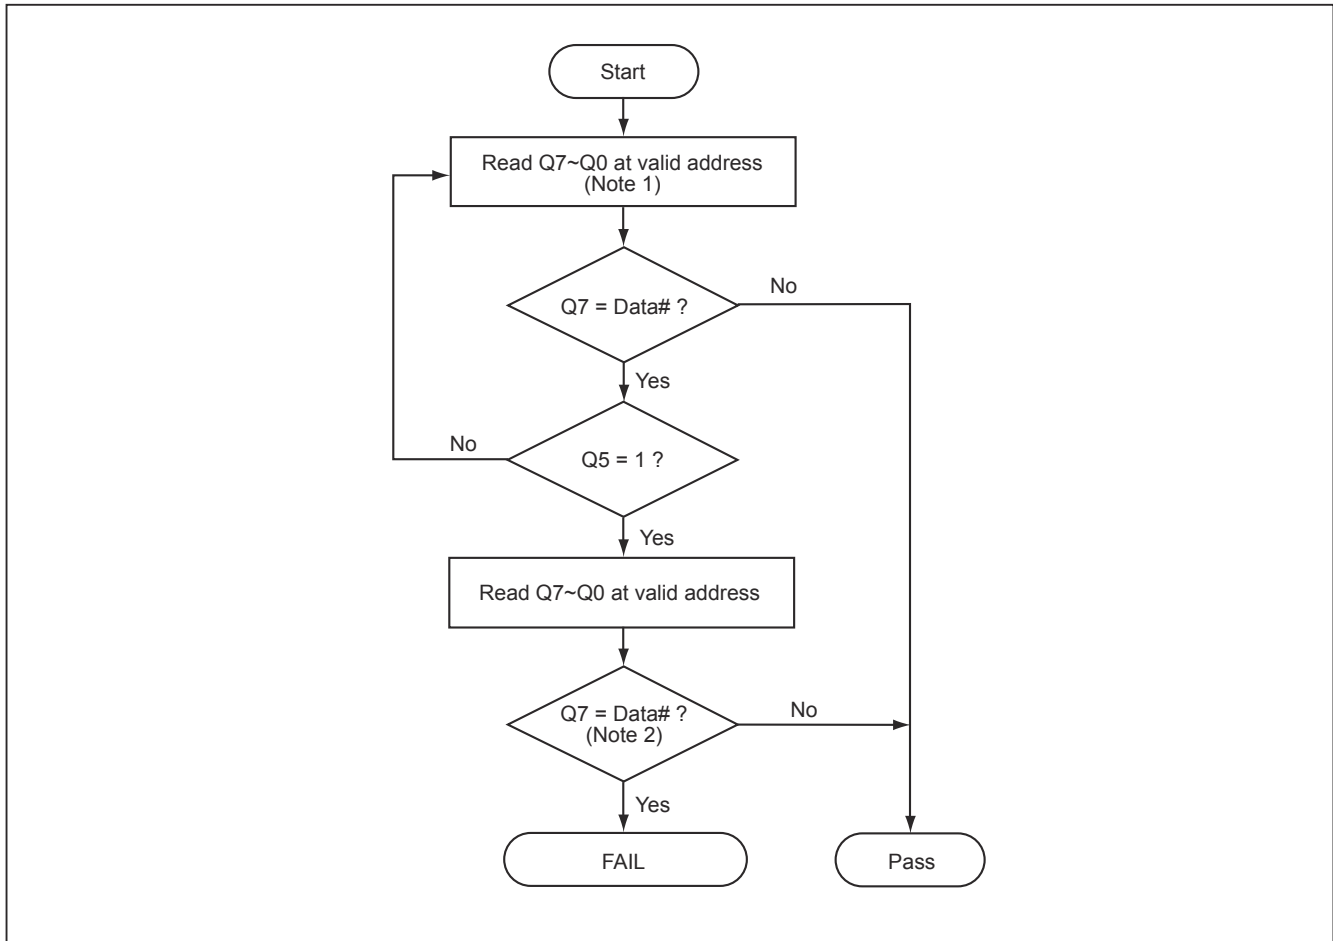 Start
Read Q7~Q0 at valid address
(Note 1)
Q7 = Data# ?
No
Yes
No
Q5 = 1 ?
Yes
Read Q7~Q0 at valid address
Q7 = Data# ?
(Note 2)
No
Yes
FAIL
Pass